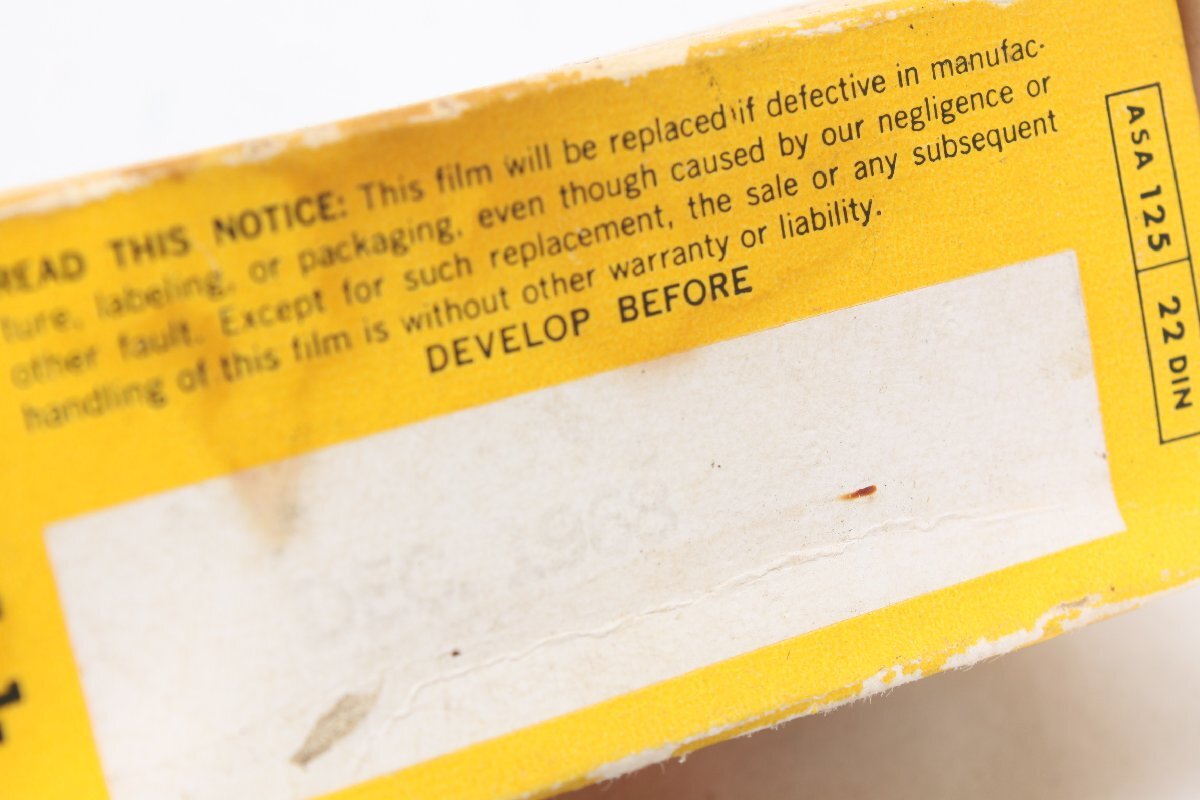 READ THIS NOTICE: This film will be replaced if defective in manufac-
ture, labeling, or packaging, even though caused by our negligence or
other fault. Except for such replacement, the sale or any subsequent
handling of this film is without other warranty or liability.
DEVELOP BEFORE
DEC 1968
ASA 125 22 DIN